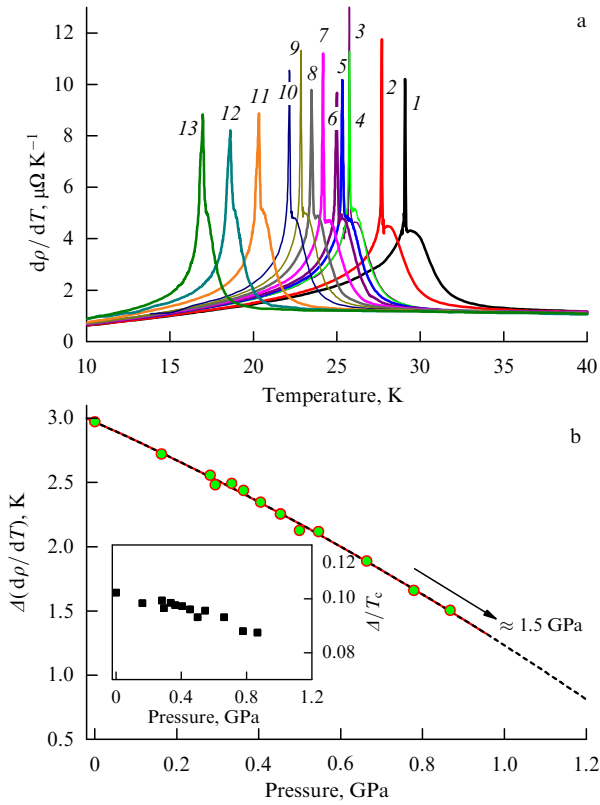 a
12
10
8
6
4
2
0
dρ/dT, μΩ K⁻¹
1
2
3
4
5
6
7
8
9
10
11
12
13
10 15 20 25 30 35 40
Temperature, K
b
3.0
2.5
2.0
1.5
1.0
0.5
Δ(dρ/dT), K
≈ 1.5 GPa
0.12
0.10
0.08
Δ/Tc
0 0.4 0.8 1.2
Pressure, GPa
0 0.2 0.4 0.6 0.8 1.0 1.2
Pressure, GPa